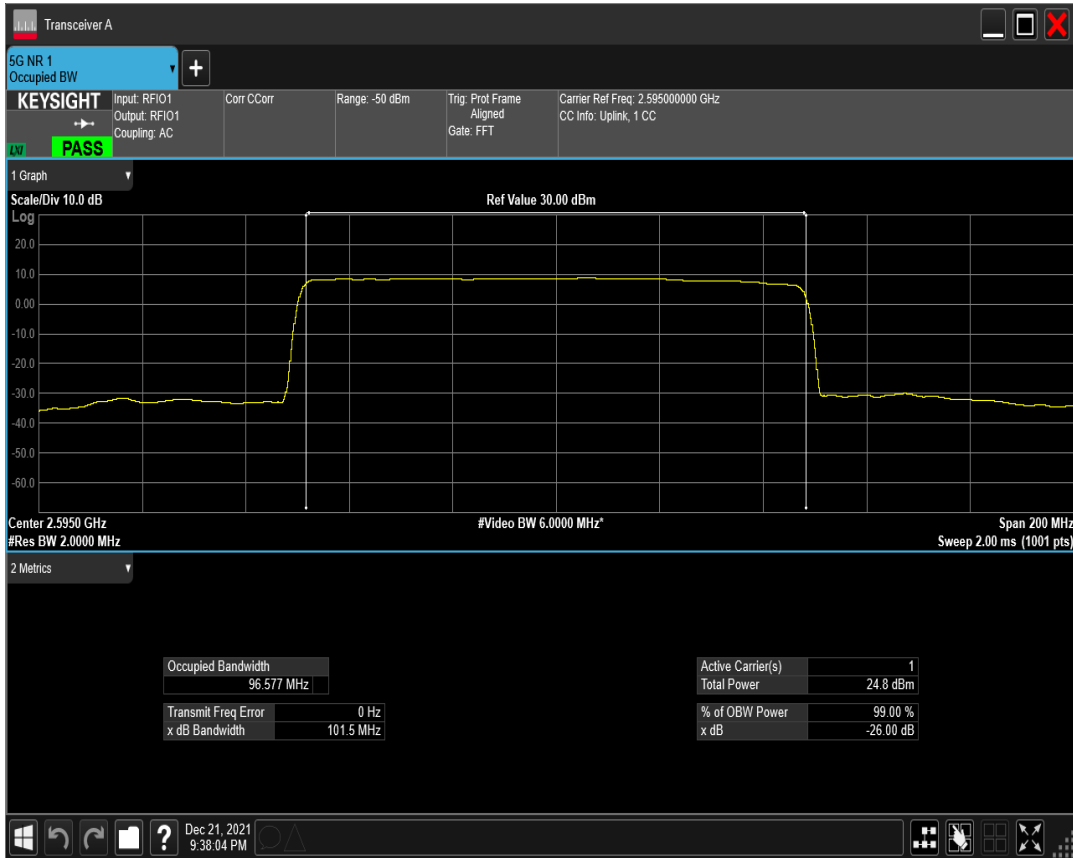 Transceiver A
5G NR 1
Occupied BW
KEYSIGHT
Input: RFIO1
Output: RFIO1
Coupling: AC
Corr CCorr
Range: -50 dBm
Trig: Prot Frame
Aligned
Gate: FFT
Carrier Ref Freq: 2.595000000 GHz
CC Info: Uplink, 1 CC
LXI
PASS
1 Graph
Scale/Div 10.0 dB
Ref Value 30.00 dBm
Log
20.0
10.0
0.00
-10.0
-20.0
-30.0
-40.0
-50.0
-60.0
Center 2.5950 GHz
#Video BW 6.0000 MHz*
Span 200 MHz
#Res BW 2.0000 MHz
Sweep 2.00 ms (1001 pts)
2 Metrics
Occupied Bandwidth
96.577 MHz
Transmit Freq Error 0 Hz
x dB Bandwidth 101.5 MHz
Active Carrier(s) 1
Total Power 24.8 dBm
% of OBW Power 99.00 %
x dB -26.00 dB
?
Dec 21, 2021
9:38:04 PM